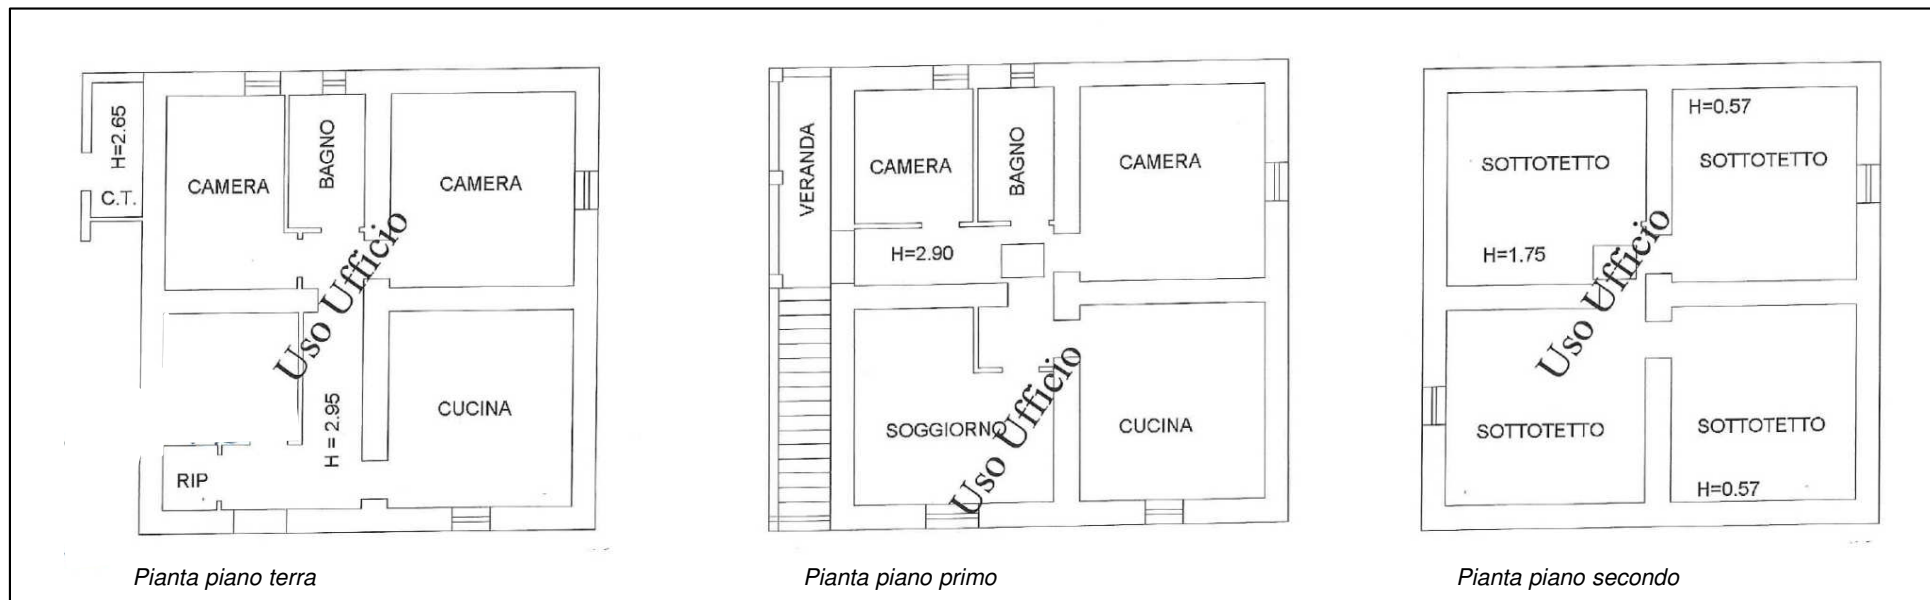 H=2.65
C.T.
CAMERA
BAGNO
CAMERA
Uso Ufficio
H = 2.95
CUCINA
RIP
Pianta piano terra
VERANDA
CAMERA
BAGNO
CAMERA
H=2.90
SOGGIORNO
Uso Ufficio
CUCINA
Pianta piano primo
H=0.57
SOTTOTETTO
SOTTOTETTO
H=1.75
Uso Ufficio
SOTTOTETTO
SOTTOTETTO
H=0.57
Pianta piano secondo